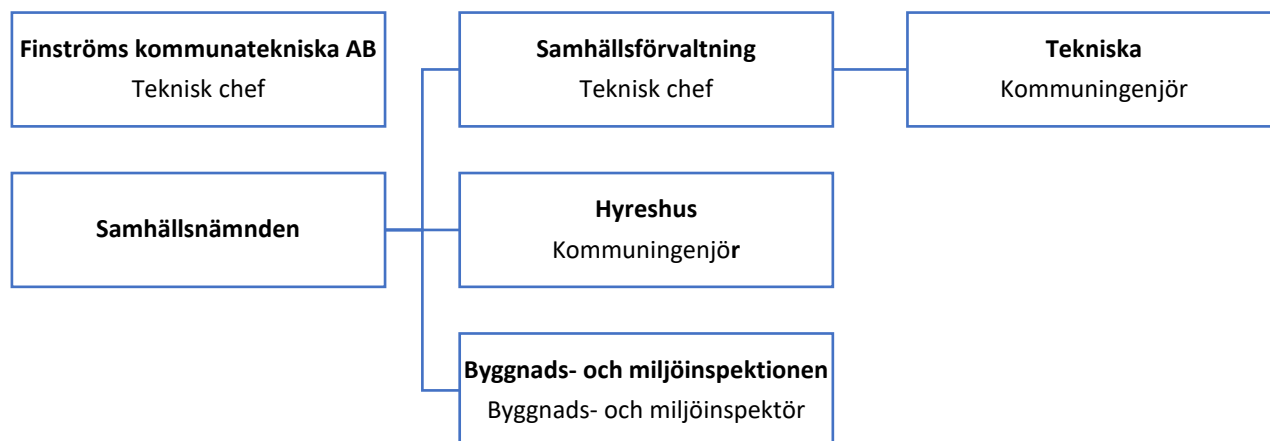 Finströms kommunatekniska AB
Teknisk chef
Samhällsförvaltning
Teknisk chef
Tekniska
Kommuningenjör
Samhällsnämnden
Hyreshus
Kommuningenjör
Byggnads- och miljöinspektionen
Byggnads- och miljöinspektör